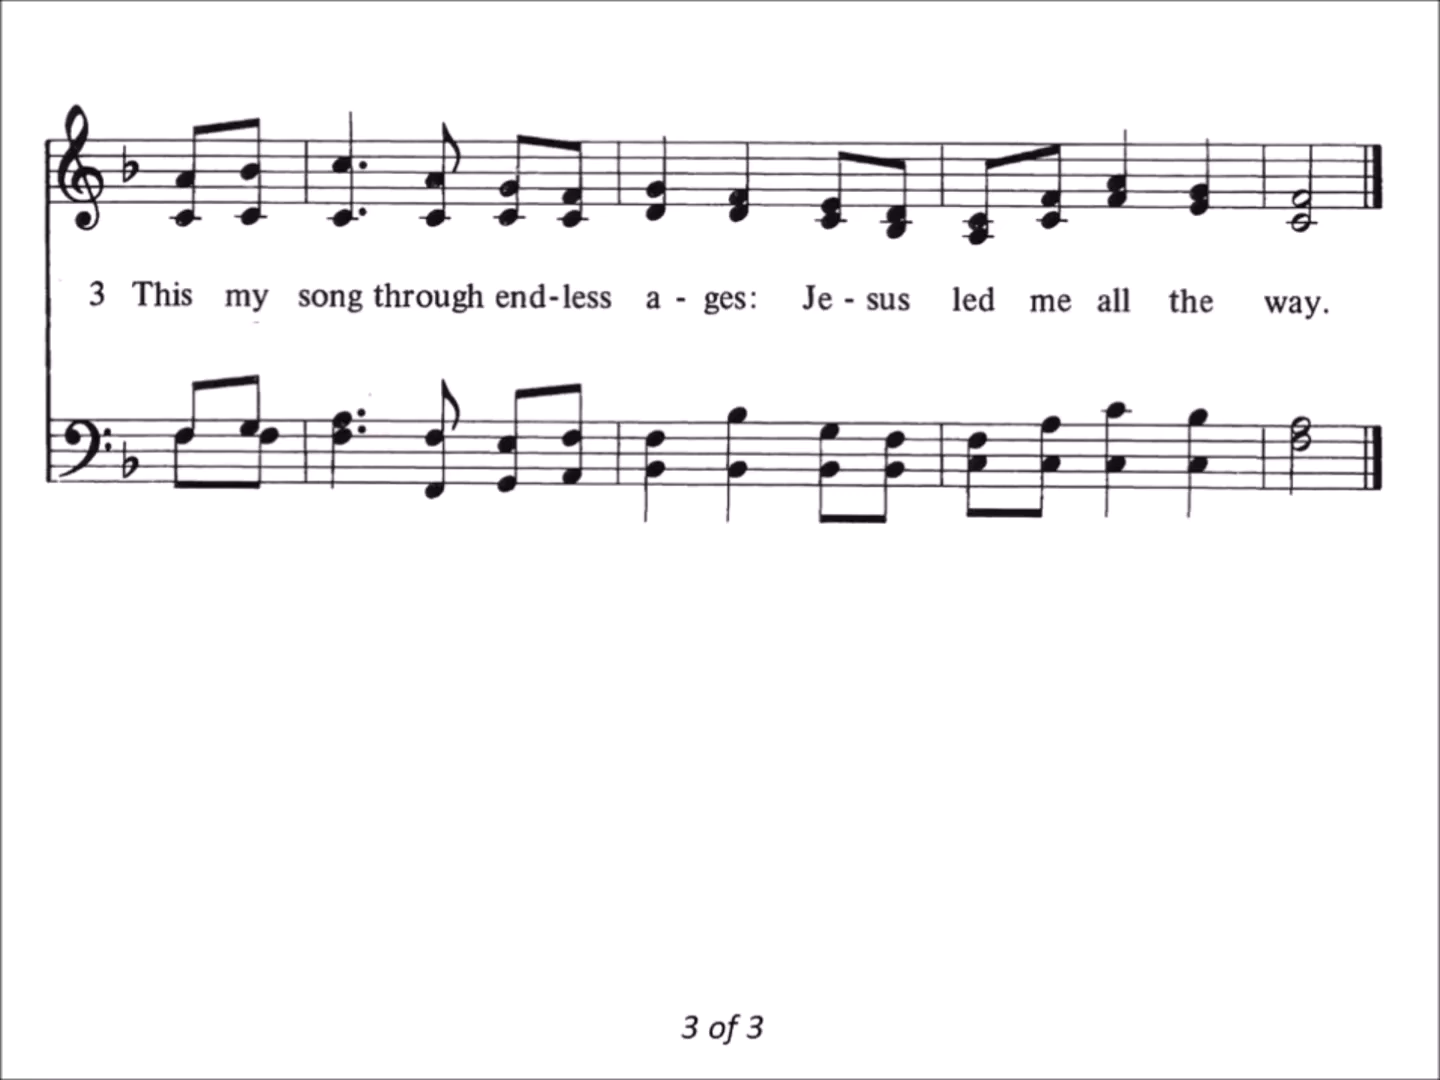 3 This my song through end-less a - ges: Je - sus led me all the way.
3 of 3